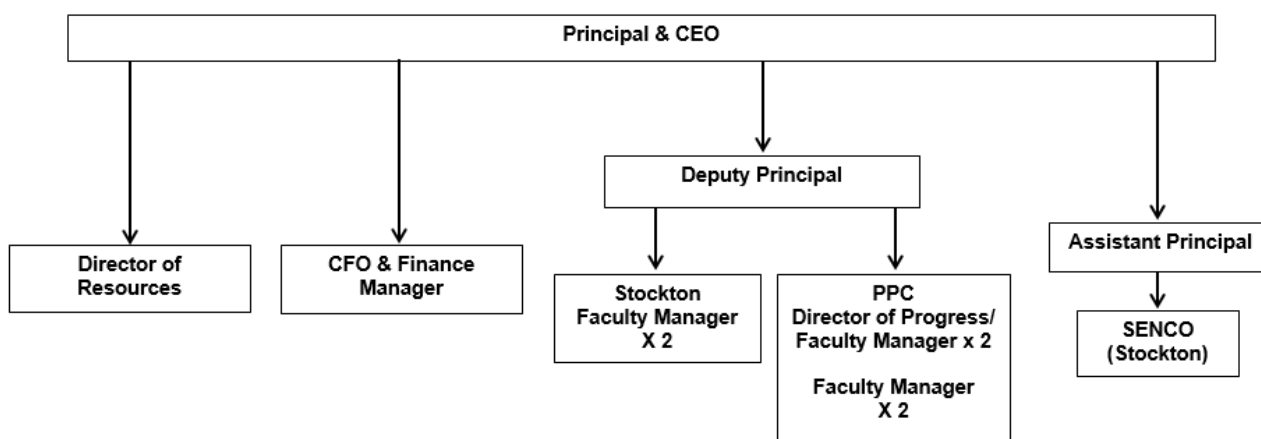 Principal & CEO
Deputy Principal
Director of
Resources
CFO & Finance
Manager
Stockton
Faculty Manager
X 2
PPC
Director of Progress/
Faculty Manager x 2
Faculty Manager
X 2
Assistant Principal
SENCO
(Stockton)